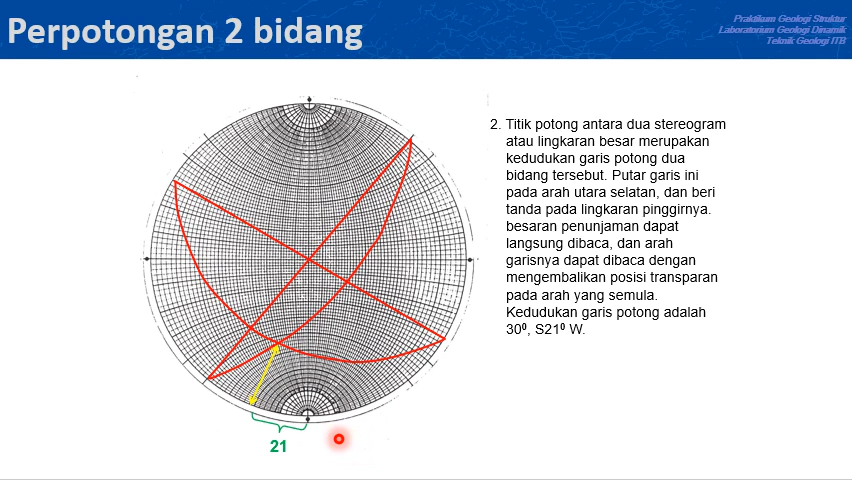 Perpotongan 2 bidang
Praktikum Geologi Struktur
Laboratorium Geologi Dinamik
Teknik Geologi ITB
2. Titik potong antara dua stereogram
atau lingkaran besar merupakan
kedudukan garis potong dua
bidang tersebut. Putar garis ini
pada arah utara selatan, dan beri
tanda pada lingkaran pinggirnya.
besaran penunjaman dapat
langsung dibaca, dan arah
garisnya dapat dibaca dengan
mengembalikan posisi transparan
pada arah yang semula.
Kedudukan garis potong adalah
30⁰, S21⁰ W.
21